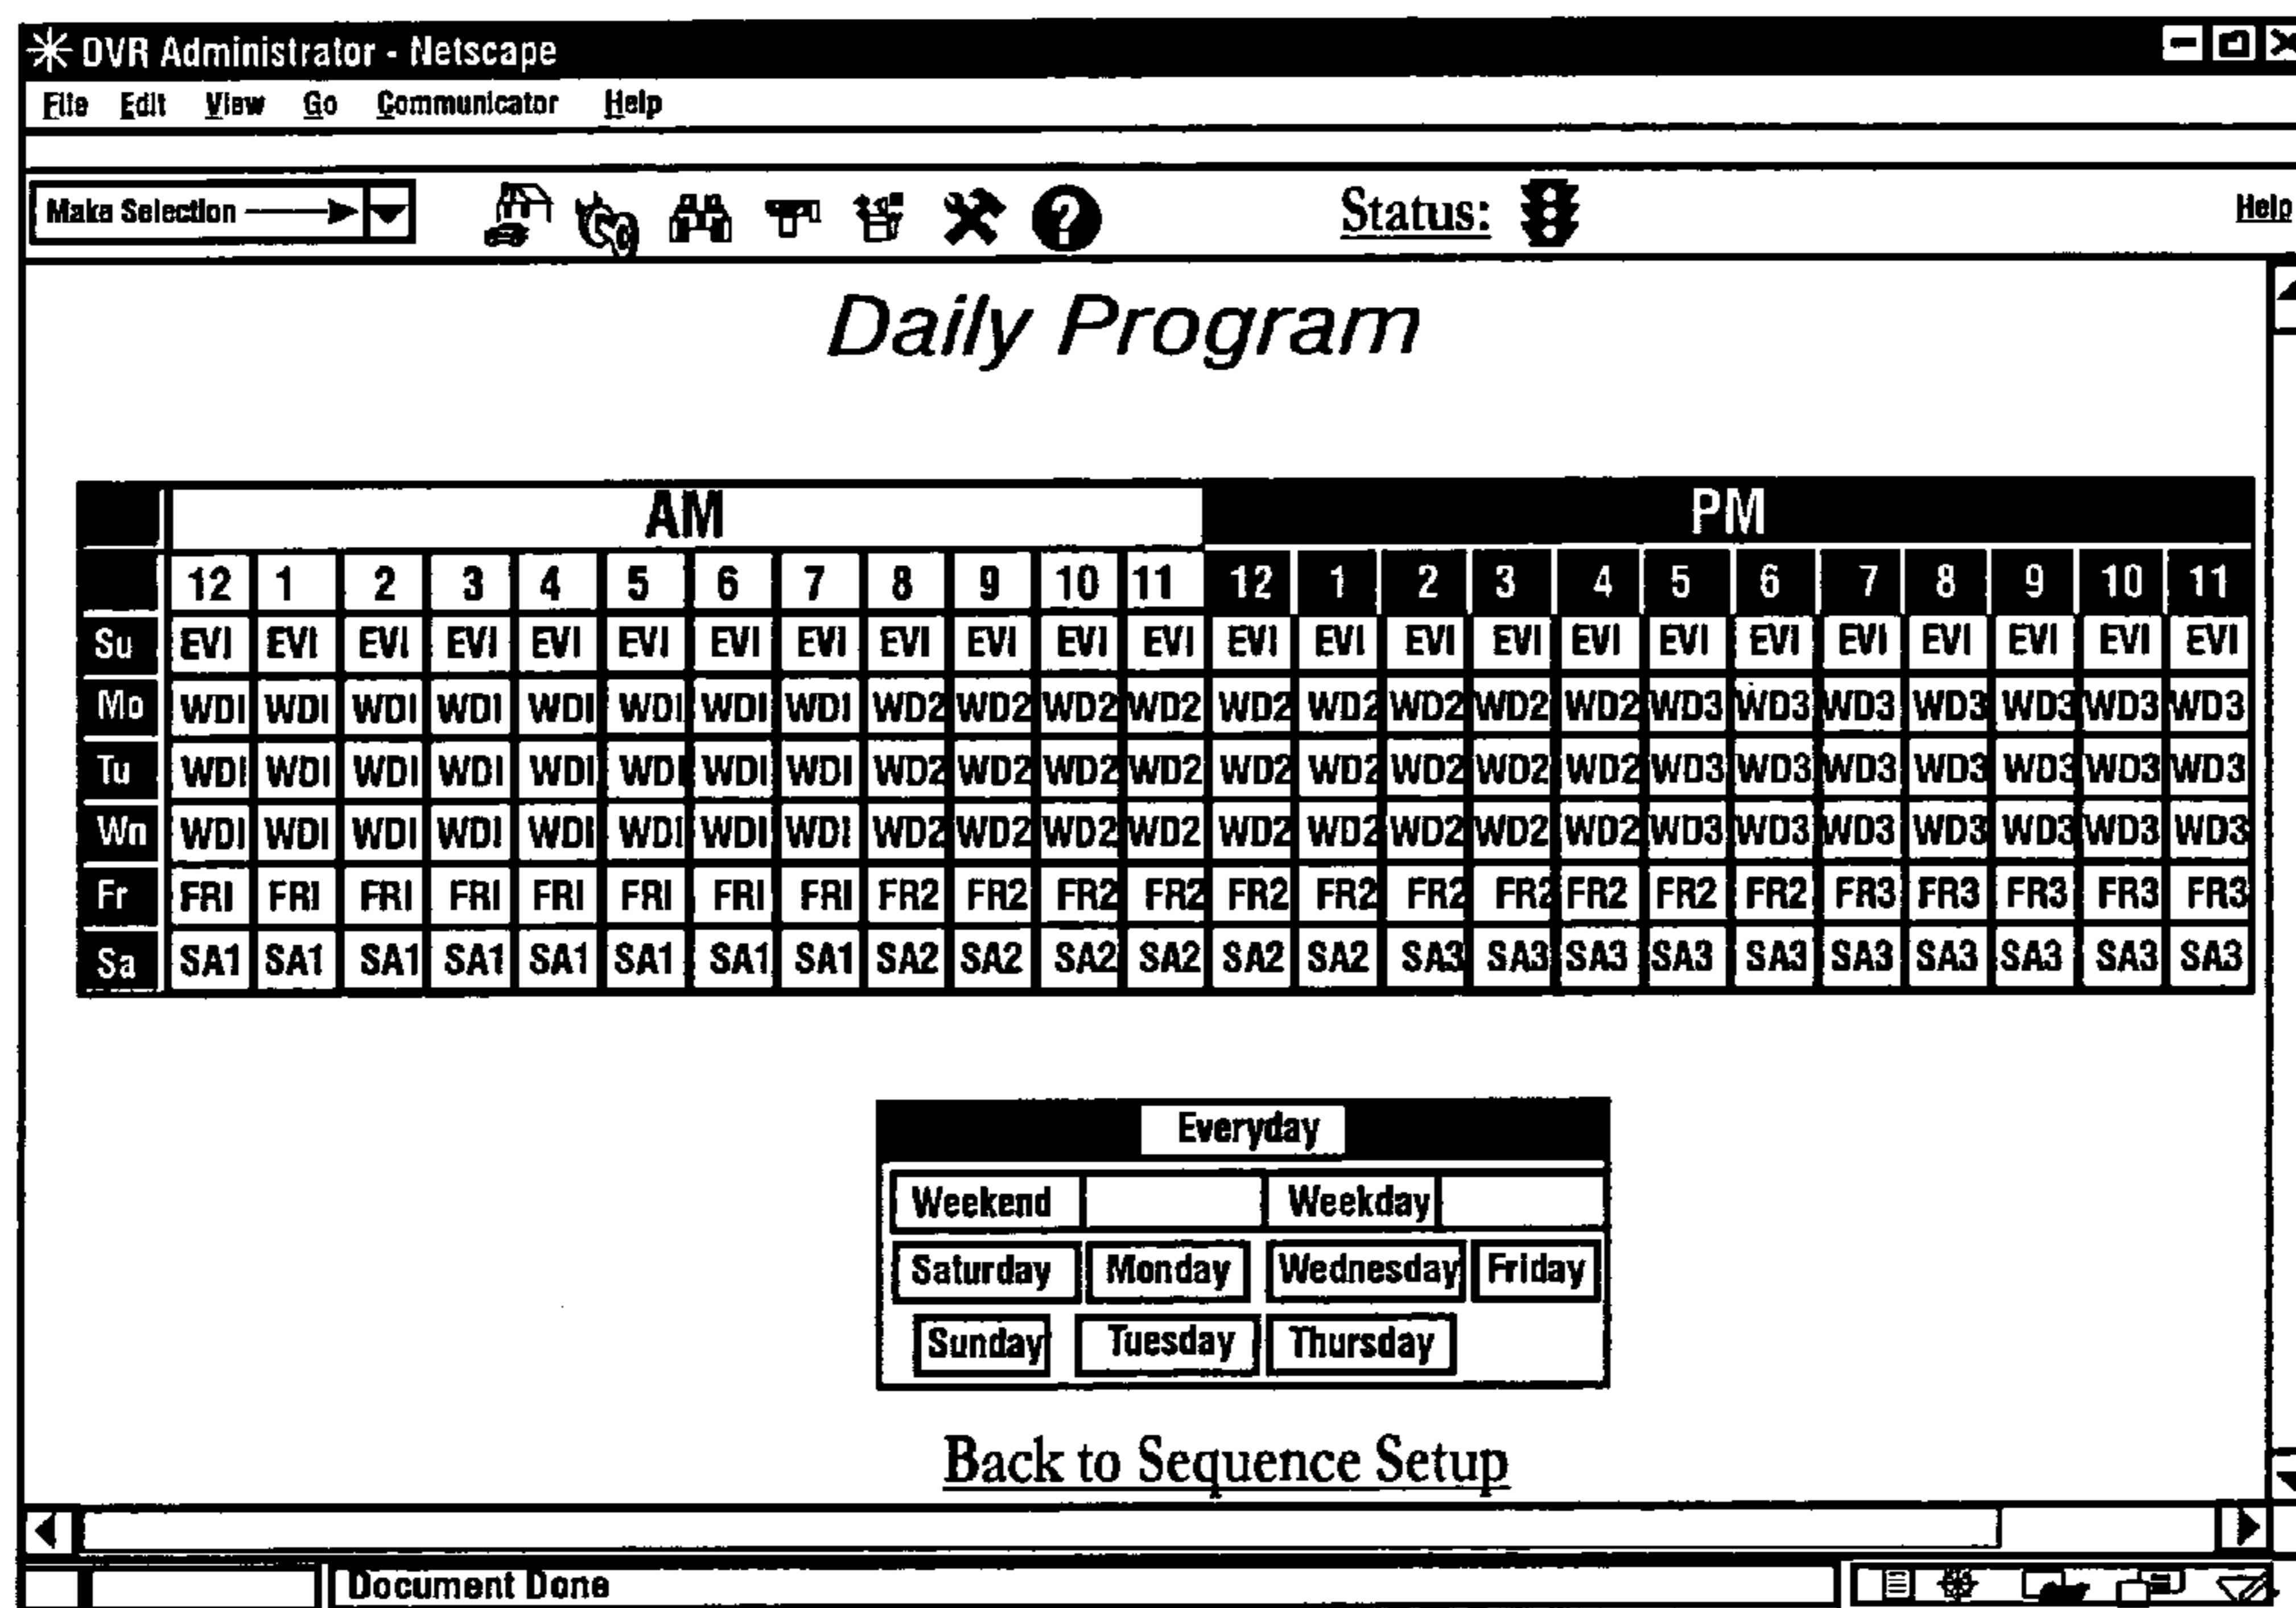 OVR Administrator - Netscape
File Edit View Go Communicator Help
Make Selection Status: Help
Daily Program
AM PM
12 1 2 3 4 5 6 7 8 9 10 11 12 1 2 3 4 5 6 7 8 9 10 11
Su EVI EVI EVI EVI EVI EVI EVI EVI EVI EVI EVI EVI EVI EVI EVI EVI EVI EVI EVI EVI EVI EVI EVI EVI
Mo WDI WDI WDI WD1 WDI WD1 WDI WD1 WD2 WD2 WD2 WD2 WD2 WD2 WD2 WD2 WD2 WD3 WD3 WD3 WD3 WD3 WD3 WD3
Tu WDI WDI WDI WDI WDI WDI WDI WDI WD2 WD2 WD2 WD2 WD2 WD2 WD2 WD2 WD2 WD3 WD3 WD3 WD3 WD3 WD3 WD3
Wn WDI WDI WDI WD1 WDI WD1 WDI WD1 WD2 WD2 WD2 WD2 WD2 WD2 WD2 WD2 WD2 WD3 WD3 WD3 WD3 WD3 WD3 WD3
Fr FRI FRI FRI FRI FRI FRI FRI FRI FR2 FR2 FR2 FR2 FR2 FR2 FR2 FR2 FR2 FR2 FR2 FR3 FR3 FR3 FR3 FR3
Sa SA1 SA1 SA1 SA1 SA1 SA1 SA1 SA1 SA2 SA2 SA2 SA2 SA2 SA2 SA3 SA3 SA3 SA3 SA3 SA3 SA3 SA3 SA3 SA3
Everyday
Weekend Weekday
Saturday Monday Wednesday Friday
Sunday Tuesday Thursday
Back to Sequence Setup
Document Done